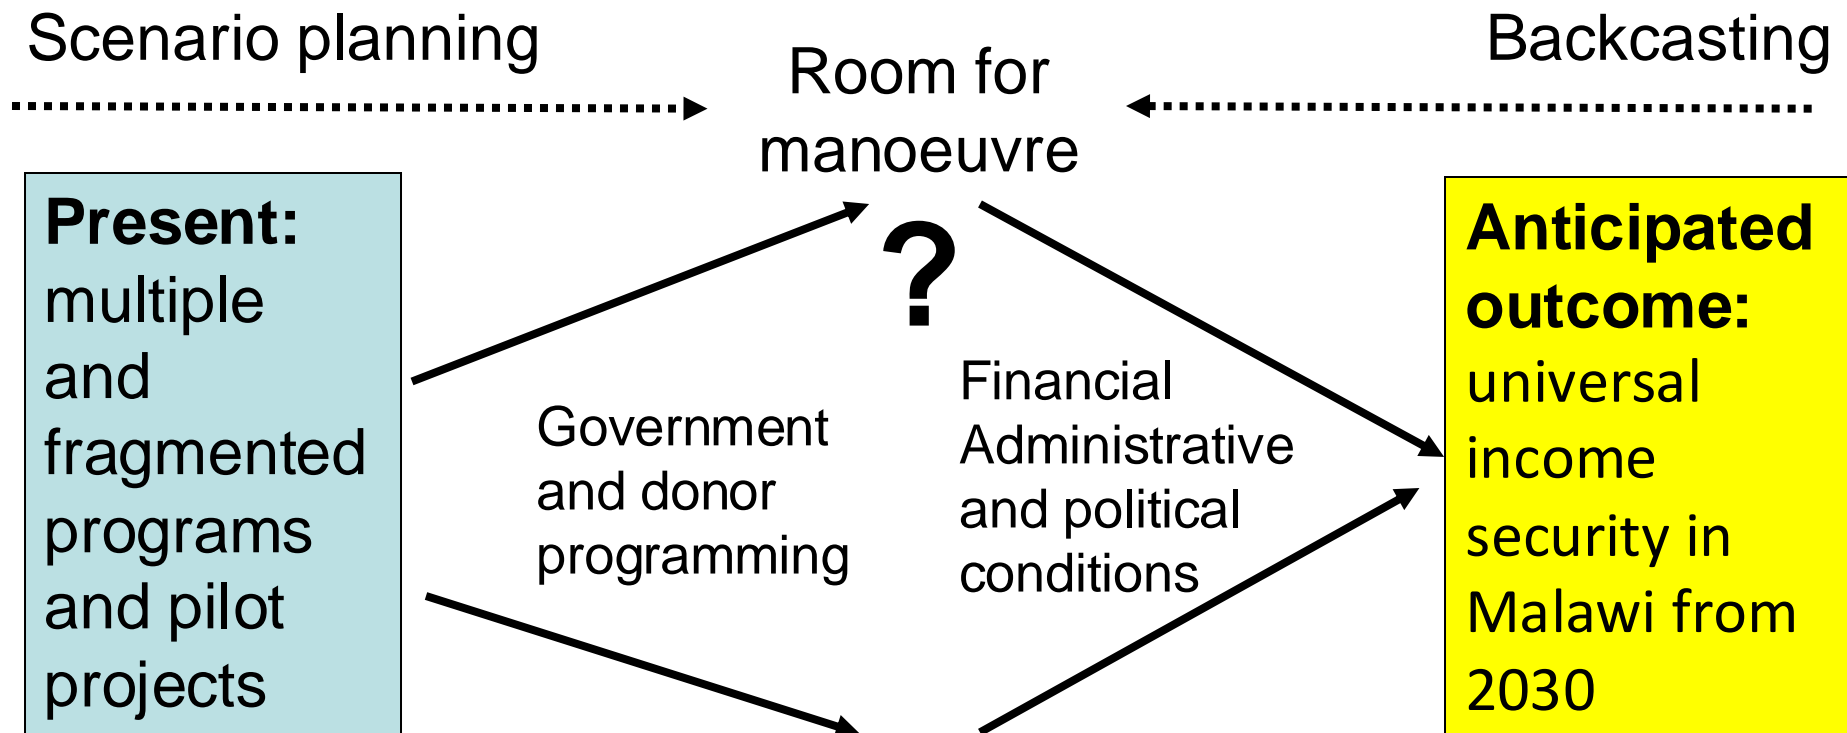 Scenario planning
Room for
manoeuvre
Backcasting
Present:
multiple
and
fragmented
programs
and pilot
projects
?
Government
and donor
programming
Financial
Administrative
and political
conditions
Anticipated
outcome:
universal
income
security in
Malawi from
2030